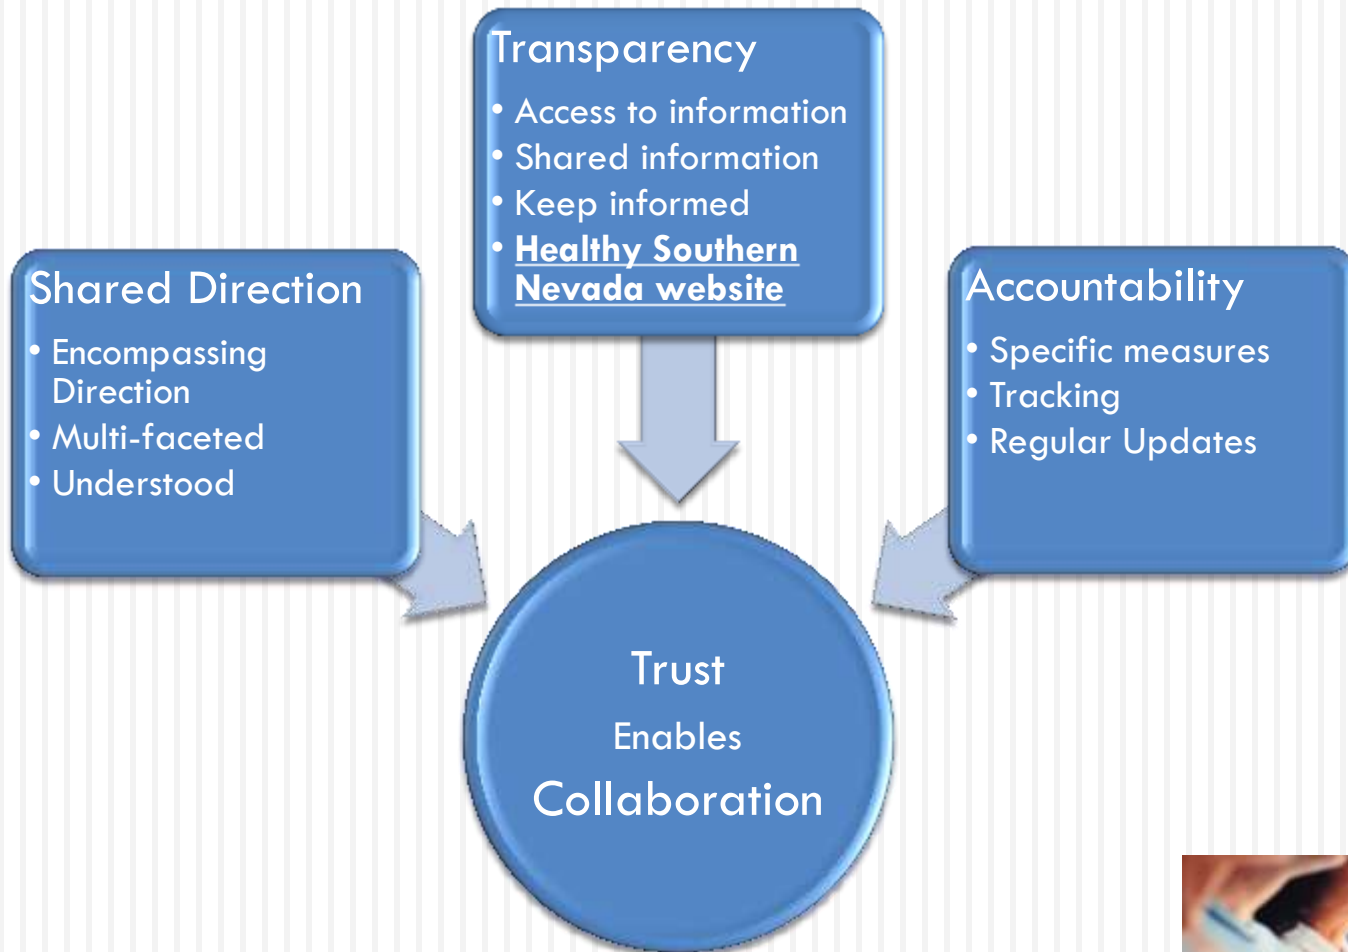 Transparency
• Access to information
• Shared information
• Keep informed
• Healthy Southern
Nevada website
Shared Direction
• Encompassing
Direction
• Multi-faceted
• Understood
Accountability
• Specific measures
• Tracking
• Regular Updates
Trust
Enables
Collaboration